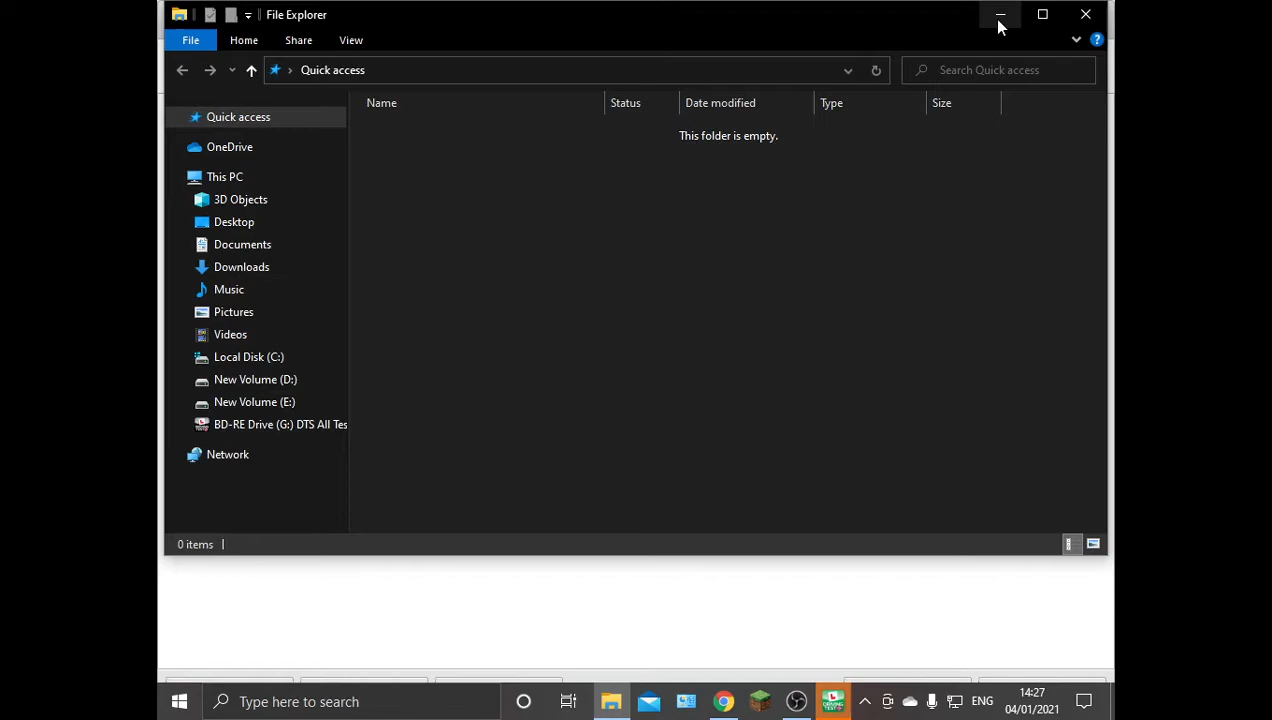 File Explorer
File Home Share View
Quick access
Search Quick access
Name Status Date modified Type Size
This folder is empty.
Quick access
OneDrive
This PC
3D Objects
Desktop
Documents
Downloads
Music
Pictures
Videos
Local Disk (C:)
New Volume (D:)
New Volume (E:)
BD-RE Drive (G:) DTS All Tes
Network
0 items
Type here to search
ENG
14:27
04/01/2021